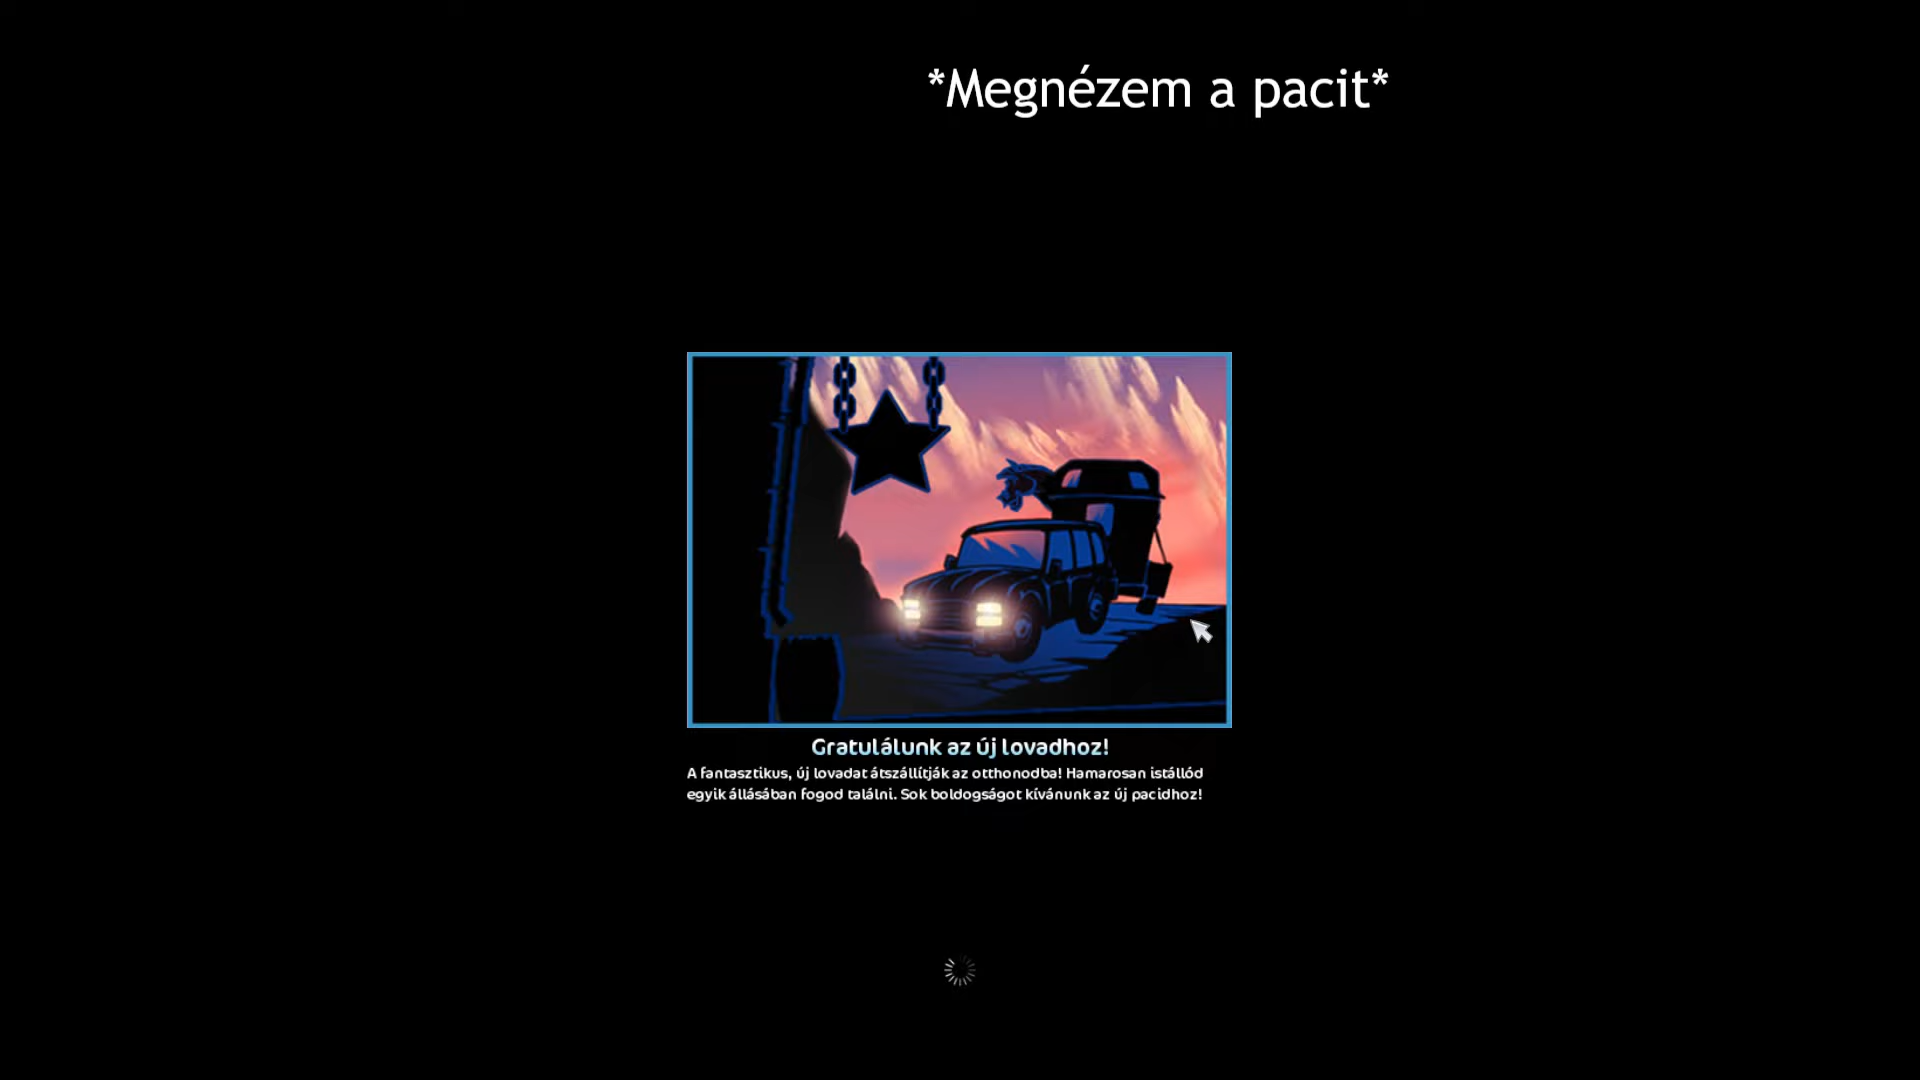 *Megnézem a pacit*
Gratulálunk az új lovadhoz!
A fantasztikus, új lovadat átszállítják az otthonodba! Hamarosan istállód
egyik állásában fogod találni. Sok boldogságot kívánunk az új pacidhoz!